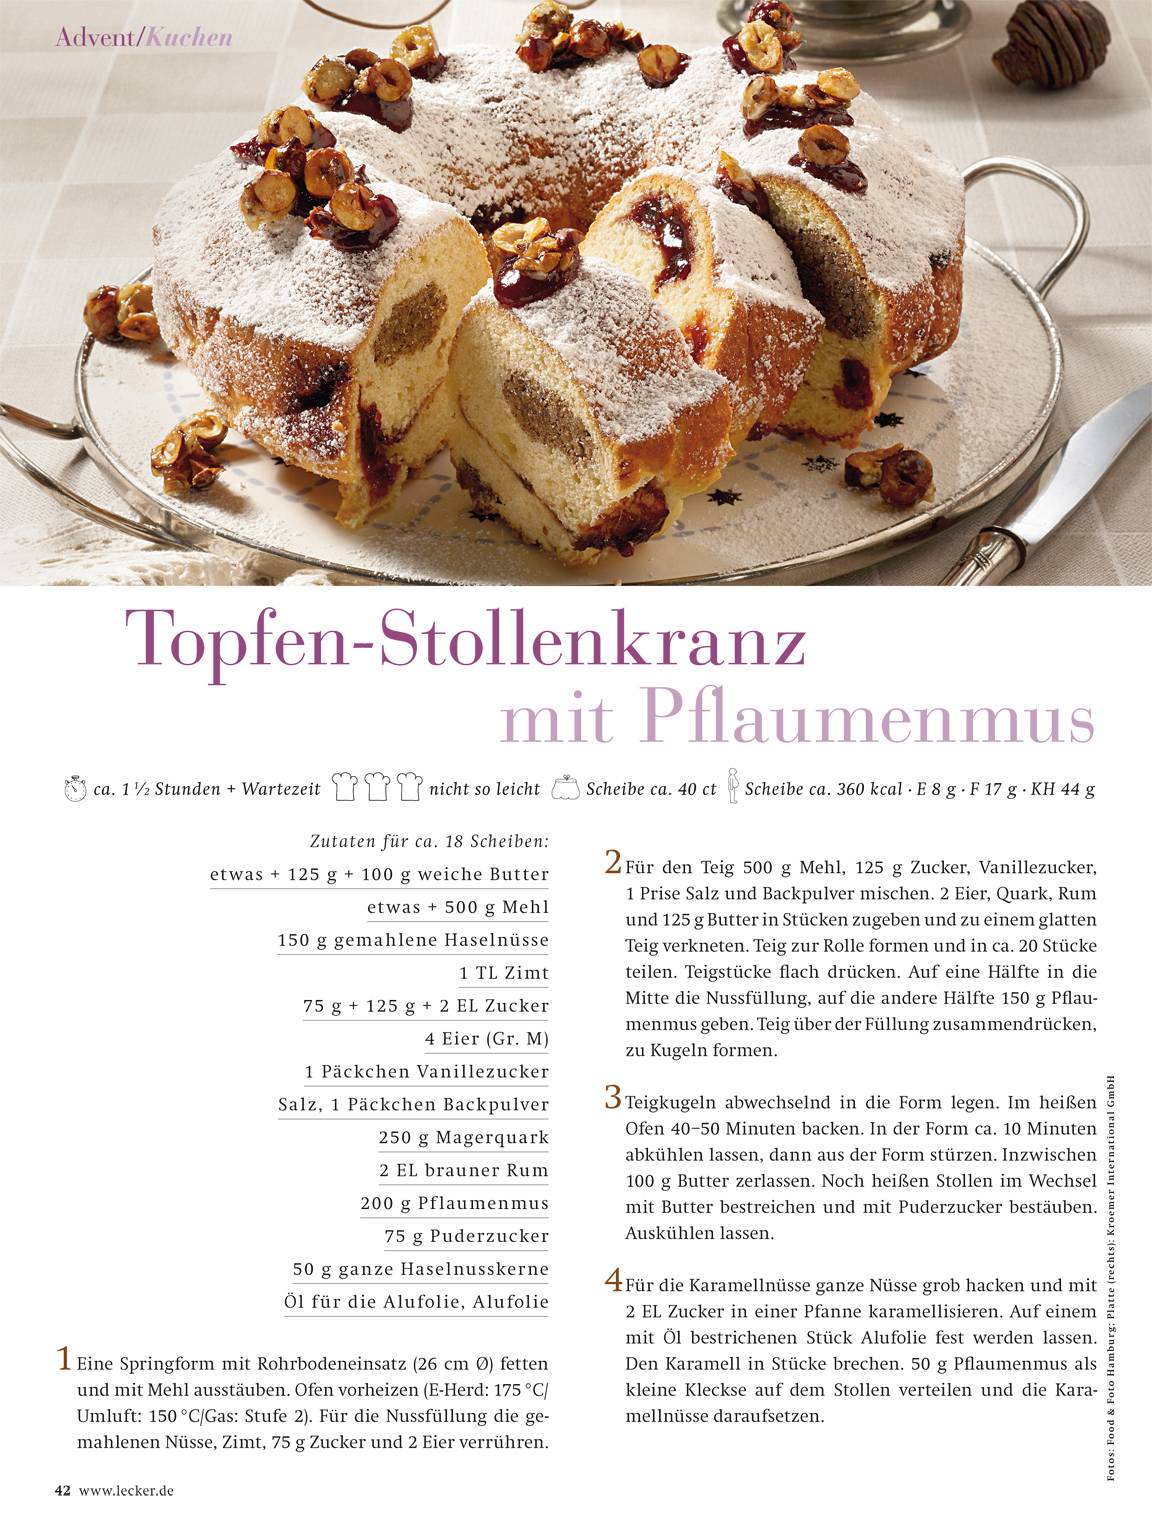 Advent/Kuchen
Topfen-Stollenkranz
mit Pflaumenmus
ca. 1 ½ Stunden + Wartezeit nicht so leicht Scheibe ca. 40 ct Scheibe ca. 360 kcal · E 8 g · F 17 g · KH 44 g
Zutaten für ca. 18 Scheiben:
etwas + 125 g + 100 g weiche Butter
etwas + 500 g Mehl
150 g gemahlene Haselnüsse
1 TL Zimt
75 g + 125 g + 2 EL Zucker
4 Eier (Gr. M)
1 Päckchen Vanillezucker
Salz, 1 Päckchen Backpulver
250 g Magerquark
2 EL brauner Rum
200 g Pflaumenmus
75 g Puderzucker
50 g ganze Haselnusskerne
Öl für die Alufolie, Alufolie
1 Eine Springform mit Rohrbodeneinsatz (26 cm Ø) fetten
und mit Mehl ausstäuben. Ofen vorheizen (E-Herd: 175 °C/
Umluft: 150 °C/Gas: Stufe 2). Für die Nussfüllung die ge-
mahlenen Nüsse, Zimt, 75 g Zucker und 2 Eier verrühren.
2 Für den Teig 500 g Mehl, 125 g Zucker, Vanillezucker,
1 Prise Salz und Backpulver mischen. 2 Eier, Quark, Rum
und 125 g Butter in Stücken zugeben und zu einem glatten
Teig verkneten. Teig zur Rolle formen und in ca. 20 Stücke
teilen. Teigstücke flach drücken. Auf eine Hälfte in die
Mitte die Nussfüllung, auf die andere Hälfte 150 g Pflau-
menmus geben. Teig über der Füllung zusammendrücken,
zu Kugeln formen.
3 Teigkugeln abwechselnd in die Form legen. Im heißen
Ofen 40–50 Minuten backen. In der Form ca. 10 Minuten
abkühlen lassen, dann aus der Form stürzen. Inzwischen
100 g Butter zerlassen. Noch heißen Stollen im Wechsel
mit Butter bestreichen und mit Puderzucker bestäuben.
Auskühlen lassen.
4 Für die Karamellnüsse ganze Nüsse grob hacken und mit
2 EL Zucker in einer Pfanne karamellisieren. Auf einem
mit Öl bestrichenen Stück Alufolie fest werden lassen.
Den Karamell in Stücke brechen. 50 g Pflaumenmus als
kleine Kleckse auf dem Stollen verteilen und die Kara-
mellnüsse daraufsetzen.
Fotos: Food & Foto Hamburg; Platte (rechts): Kroemer International GmbH
42 www.lecker.de